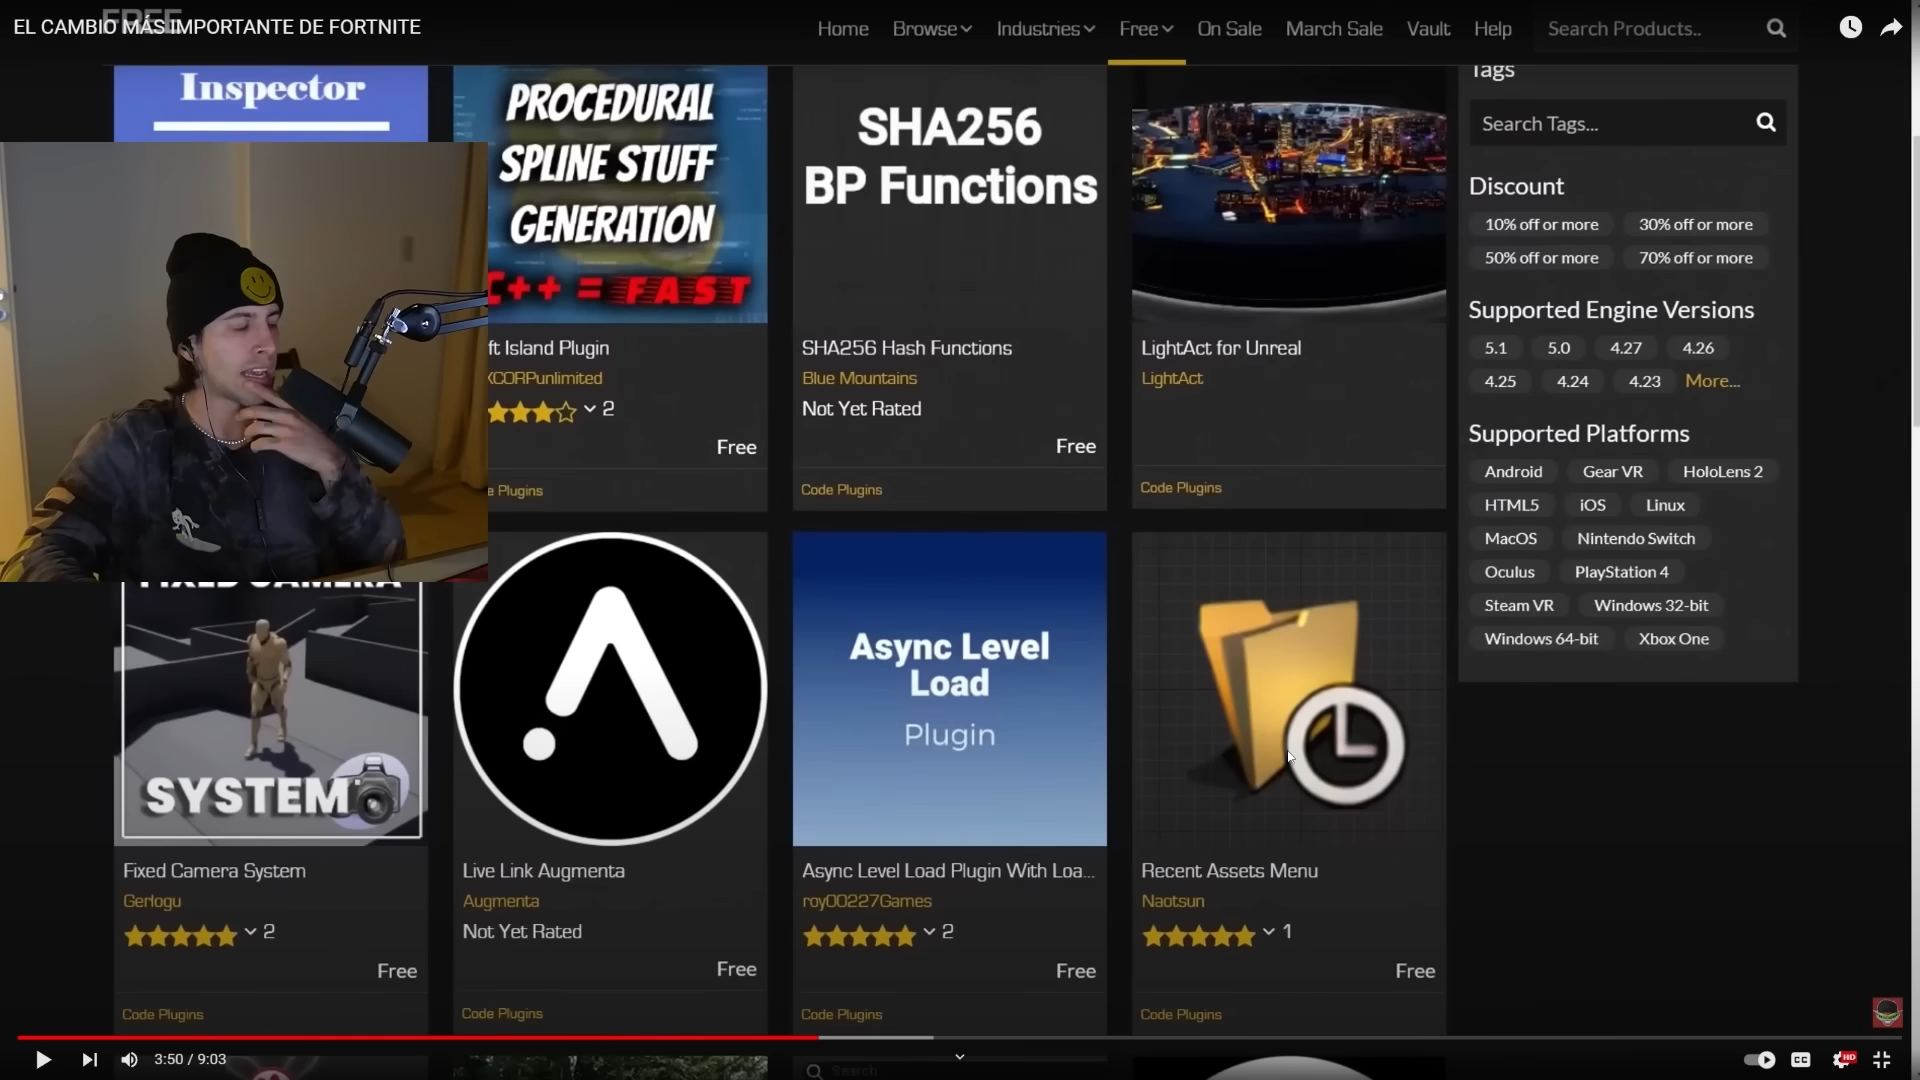 EL CAMBIO MÁS IMPORTANTE DE FORTNITE
FREE
Home
Browse
Industries
Free
On Sale
March Sale
Vault
Help
Search Products..
Inspector
PROCEDURAL
SPLINE STUFF
GENERATION
C++ = FAST
SHA256
BP Functions
ft Island Plugin
XCORPunlimited
2
Free
e Plugins
SHA256 Hash Functions
Blue Mountains
Not Yet Rated
Free
Code Plugins
LightAct for Unreal
LightAct
Code Plugins
Tags
Search Tags...
Discount
10% off or more
30% off or more
50% off or more
70% off or more
Supported Engine Versions
5.1
5.0
4.27
4.26
4.25
4.24
4.23
More...
Supported Platforms
Android
Gear VR
HoloLens 2
HTML5
iOS
Linux
MacOS
Nintendo Switch
Oculus
PlayStation 4
Steam VR
Windows 32-bit
Windows 64-bit
Xbox One
FIXED CAMERA
SYSTEM
Fixed Camera System
Gerlogu
2
Free
Code Plugins
Live Link Augmenta
Augmenta
Not Yet Rated
Free
Code Plugins
Async Level
Load
Plugin
Async Level Load Plugin With Loa...
roy00227Games
2
Free
Code Plugins
Recent Assets Menu
Naotsun
1
Free
Code Plugins
Search
3:50 / 9:03
CC
HD